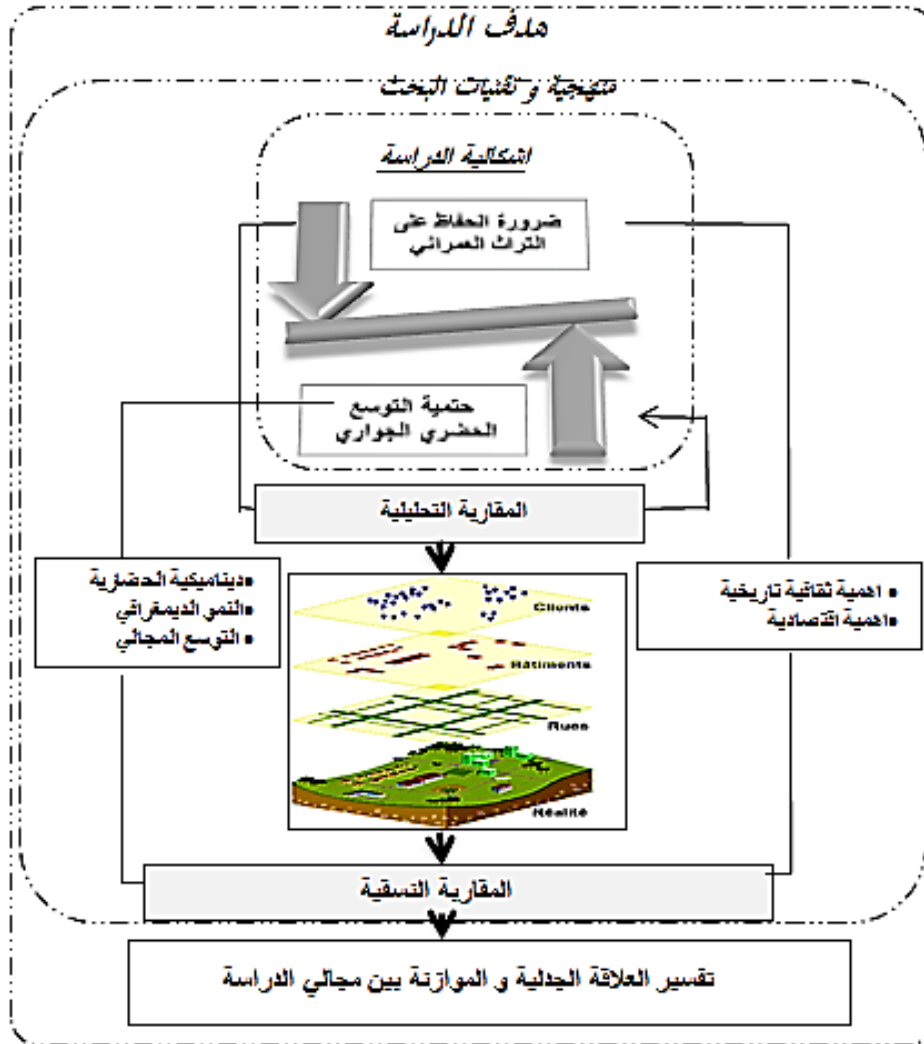 هدف الدراسة
منهجية و تقنيات البحث
اشكالية الدراسة
ضرورة الحفاظ على
التراث العمراني
حتمية التوسع
الحضري الجواري
المقاربة التحليلية
•ديناميكية الحضارية
•النمو الديمغرافي
•التوسع المجالي
• اهمية ثقافية تاريخية
•اهمية اقتصادية
Clients
Bâtiments
Rues
Réalité
المقاربة النسقية
تفسير العلاقة الجدلية و الموازنة بين مجالي الدراسة